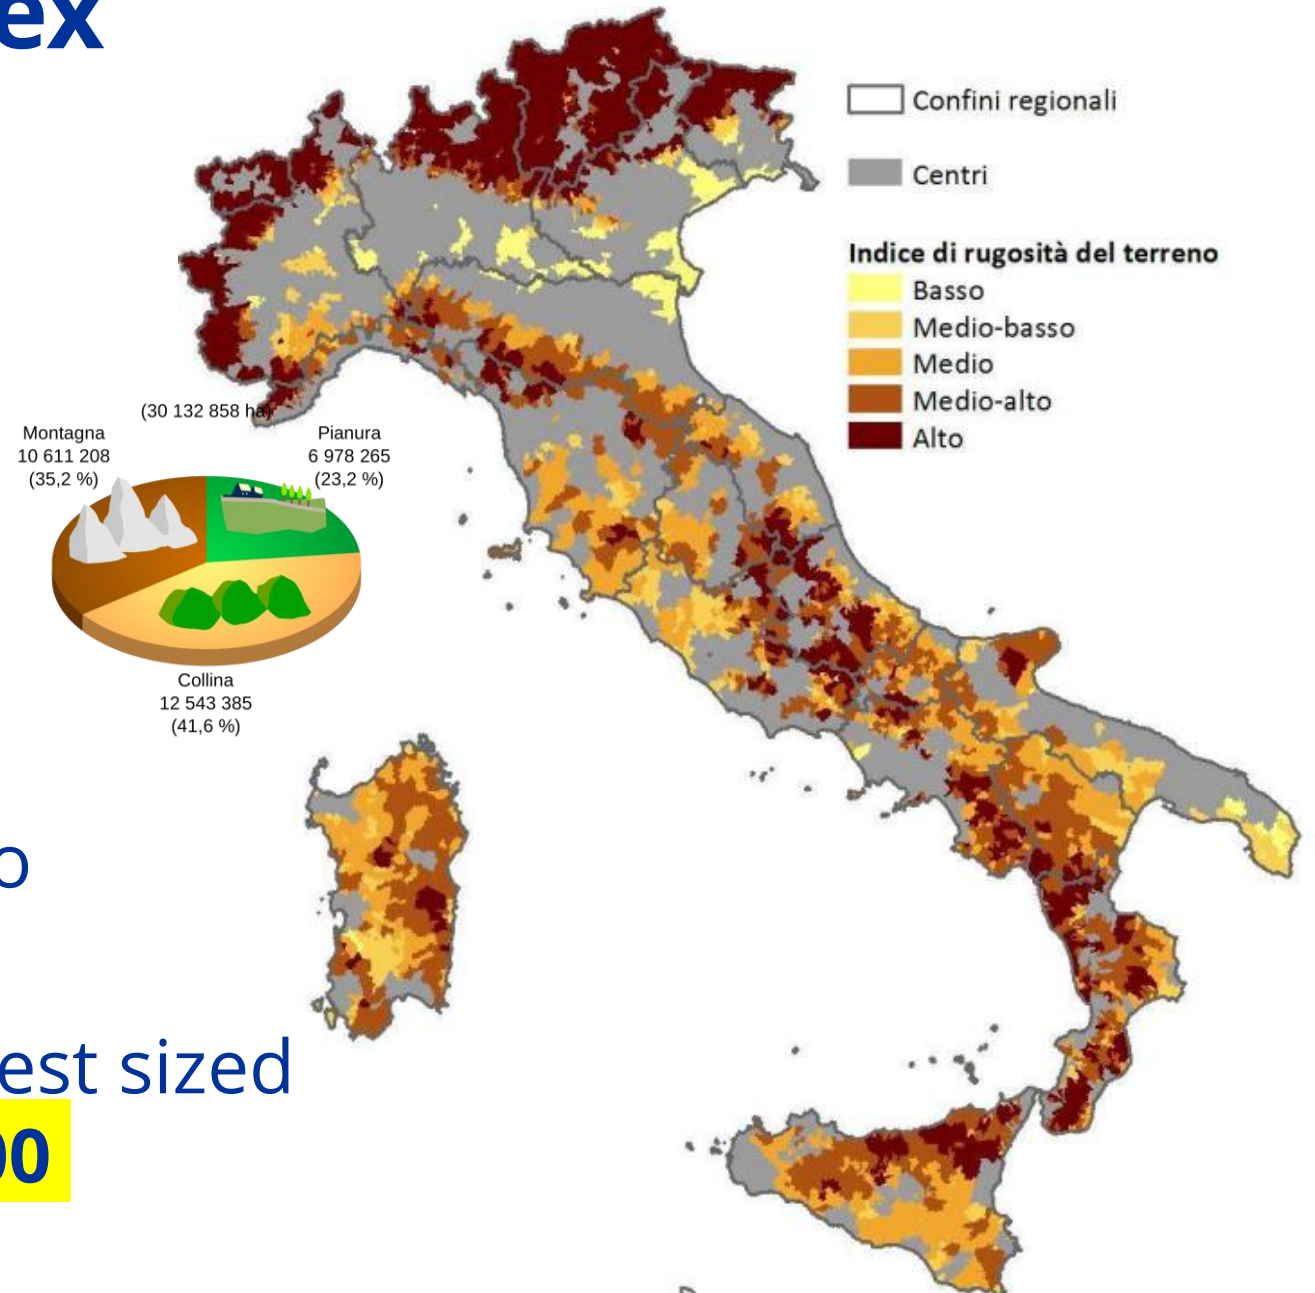 ex
Confini regionali
Centri
Indice di rugosità del terreno
Basso
Medio-basso
Medio
Medio-alto
Alto
(30 132 858 ha)
Montagna
10 611 208
(35,2 %)
Pianura
6 978 265
(23,2 %)
Collina
12 543 385
(41,6 %)
o
est sized
00